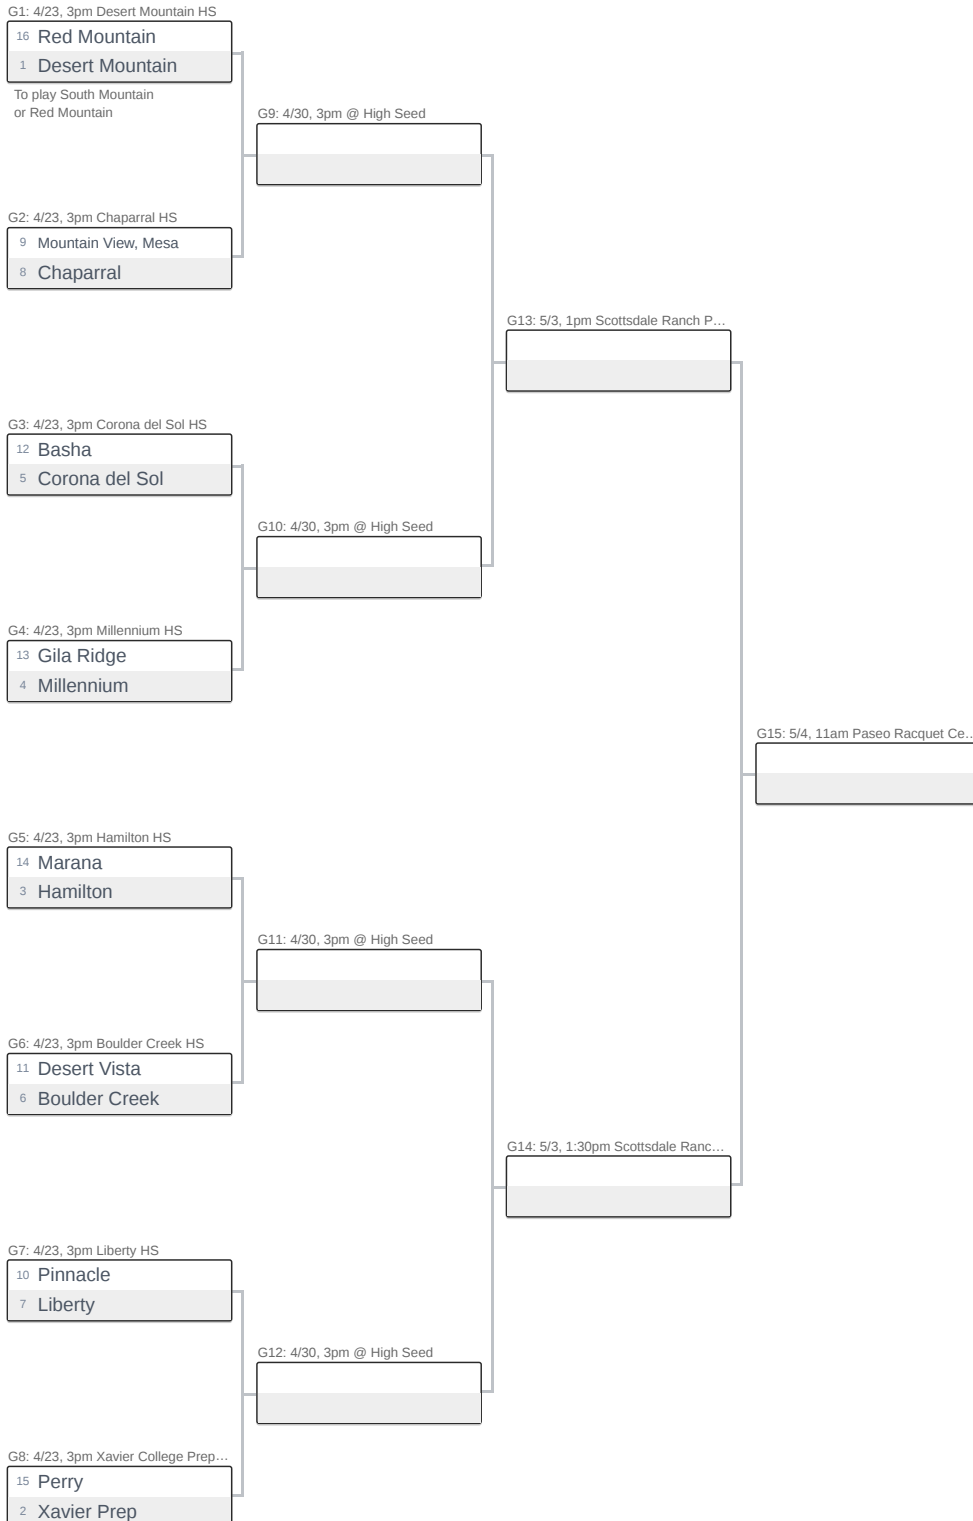 G1: 4/23, 3pm Desert Mountain HS
16 Red Mountain
1 Desert Mountain
To play South Mountain
or Red Mountain
G9: 4/30, 3pm @ High Seed
G2: 4/23, 3pm Chaparral HS
9 Mountain View, Mesa
8 Chaparral
G13: 5/3, 1pm Scottsdale Ranch P…
G3: 4/23, 3pm Corona del Sol HS
12 Basha
5 Corona del Sol
G10: 4/30, 3pm @ High Seed
G4: 4/23, 3pm Millennium HS
13 Gila Ridge
4 Millennium
G15: 5/4, 11am Paseo Racquet Ce…
G5: 4/23, 3pm Hamilton HS
14 Marana
3 Hamilton
G11: 4/30, 3pm @ High Seed
G6: 4/23, 3pm Boulder Creek HS
11 Desert Vista
6 Boulder Creek
G14: 5/3, 1:30pm Scottsdale Ranc…
G7: 4/23, 3pm Liberty HS
10 Pinnacle
7 Liberty
G12: 4/30, 3pm @ High Seed
G8: 4/23, 3pm Xavier College Prep…
15 Perry
2 Xavier Prep